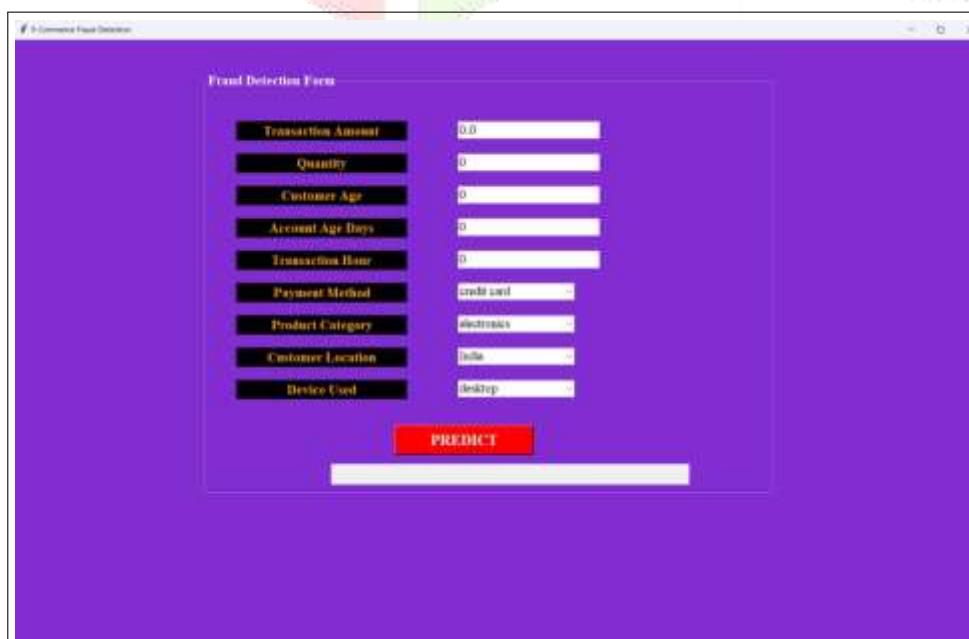 E-Commerce Fraud Detection
Fraud Detection Form
Transaction Amount 0.0
Quantity 0
Customer Age 0
Account Age Days 0
Transaction Hour 0
Payment Method credit card
Product Category electronics
Customer Location India
Device Used desktop
PREDICT